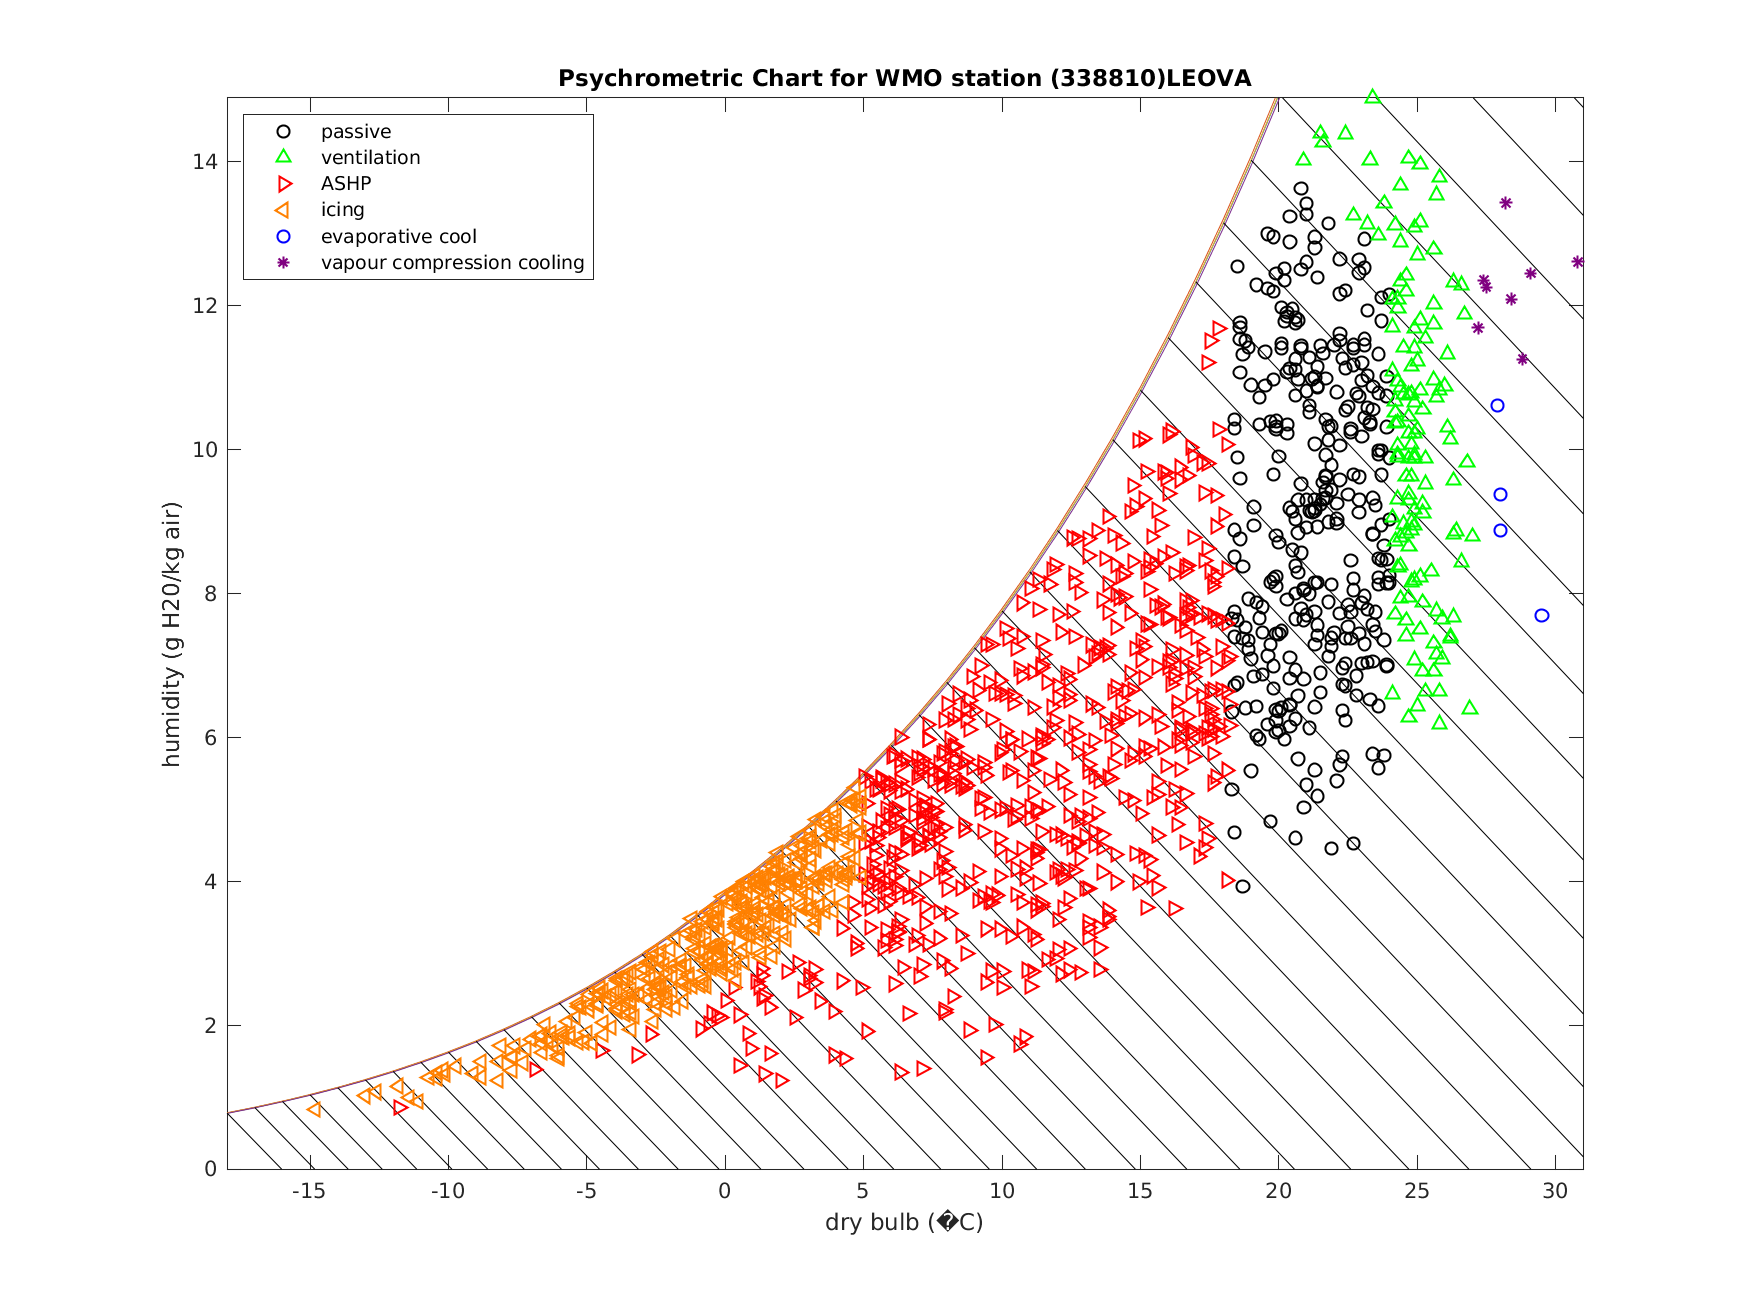 Psychrometric Chart for WMO station (338810)LEOVA
passive
ventilation
ASHP
icing
evaporative cool
vapour compression cooling
humidity (g H20/kg air)
14
12
10
8
6
4
2
0
-15 -10 -5 0 5 10 15 20 25 30
dry bulb (�C)